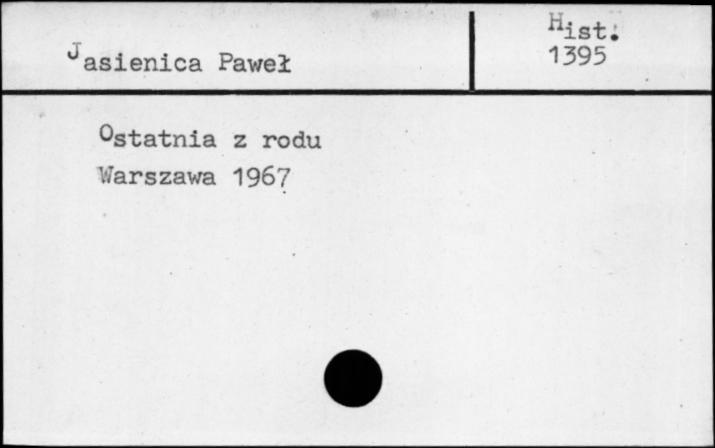 Jasienica Paweł
Hist.
1395
Ostatnia z rodu
Warszawa 1967